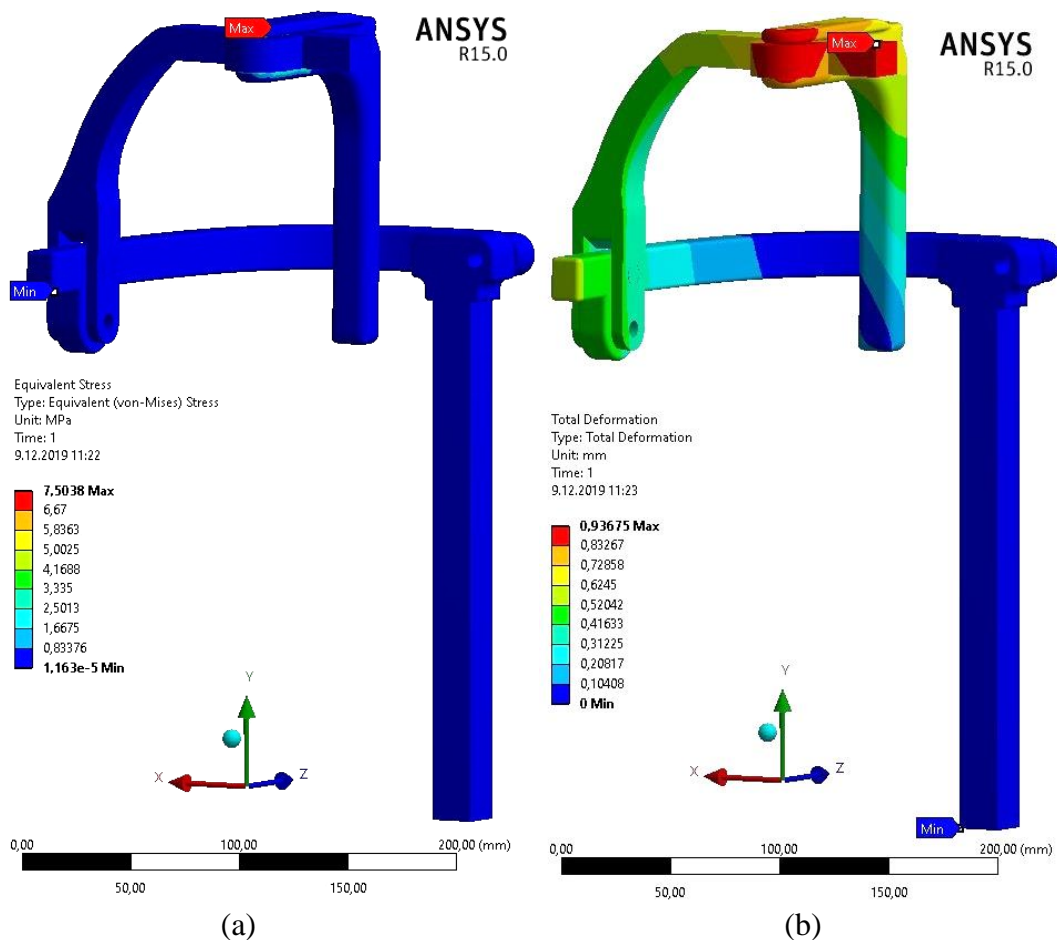 Max
ANSYS
R15.0
Min
Equivalent Stress
Type: Equivalent (von-Mises) Stress
Unit: MPa
Time: 1
9.12.2019 11:22
7,5038 Max
6,67
5,8363
5,0025
4,1688
3,335
2,5013
1,6675
0,83376
1,163e-5 Min
Y
X
Z
0,00
100,00
200,00 (mm)
50,00
150,00
(a)
Max
ANSYS
R15.0
Total Deformation
Type: Total Deformation
Unit: mm
Time: 1
9.12.2019 11:23
0,93675 Max
0,83267
0,72858
0,6245
0,52042
0,41633
0,31225
0,20817
0,10408
0 Min
Y
X
Z
Min
0,00
100,00
200,00 (mm)
50,00
150,00
(b)